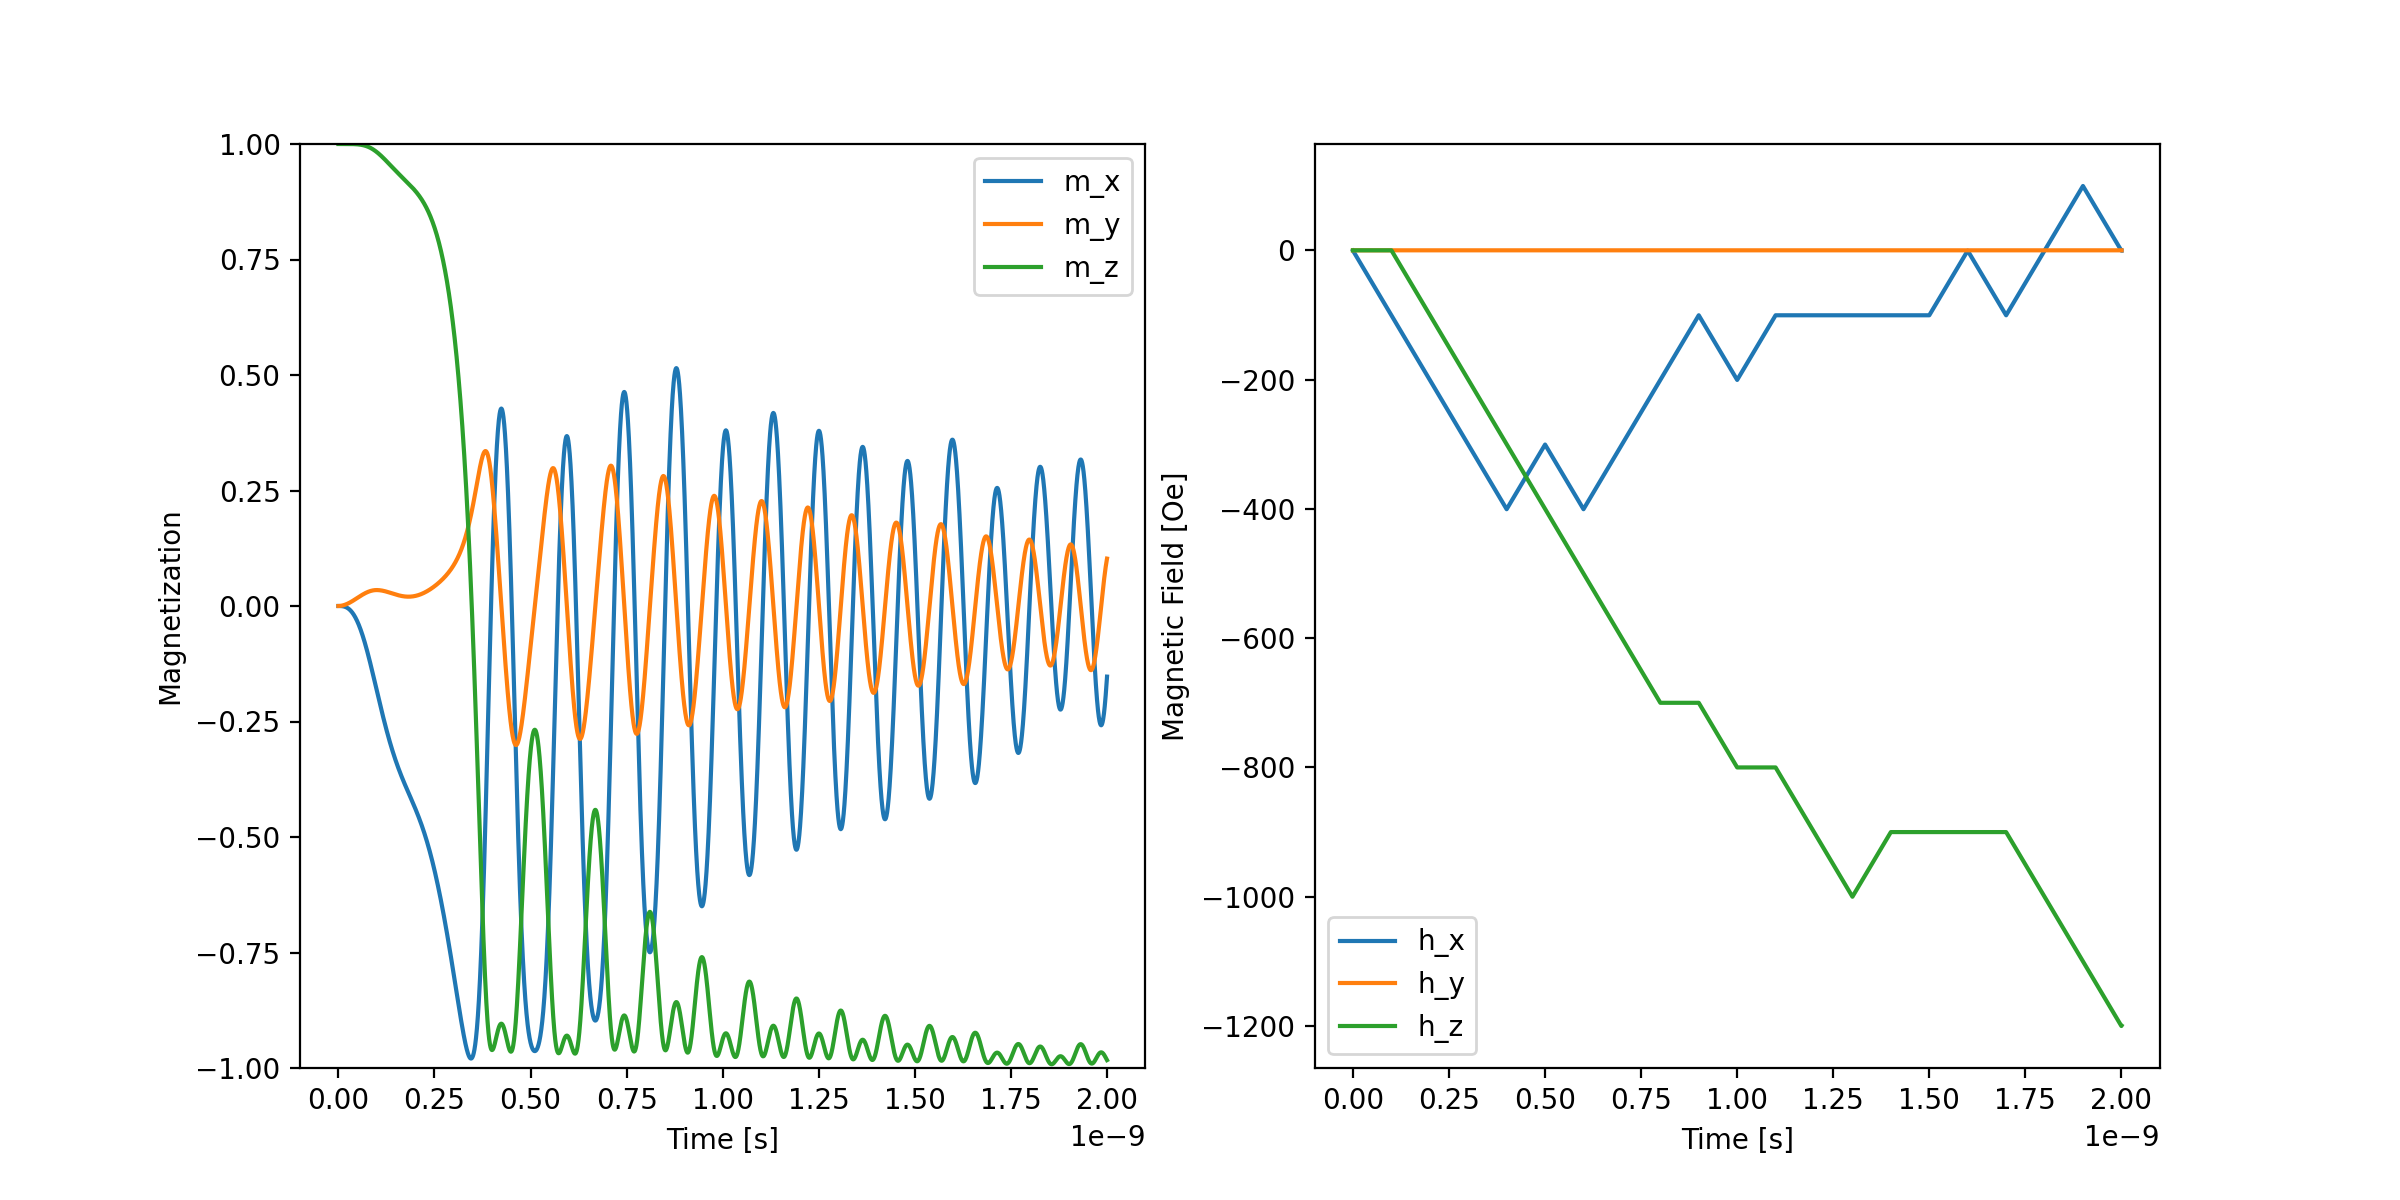 1.00
0.75
0.50
0.25
0.00
−0.25
−0.50
−0.75
−1.00
Magnetization
m_x
m_y
m_z
0.00 0.25 0.50 0.75 1.00 1.25 1.50 1.75 2.00
Time [s]
1e−9
0
−200
−400
−600
−800
−1000
−1200
Magnetic Field [Oe]
h_x
h_y
h_z
0.00 0.25 0.50 0.75 1.00 1.25 1.50 1.75 2.00
Time [s]
1e−9